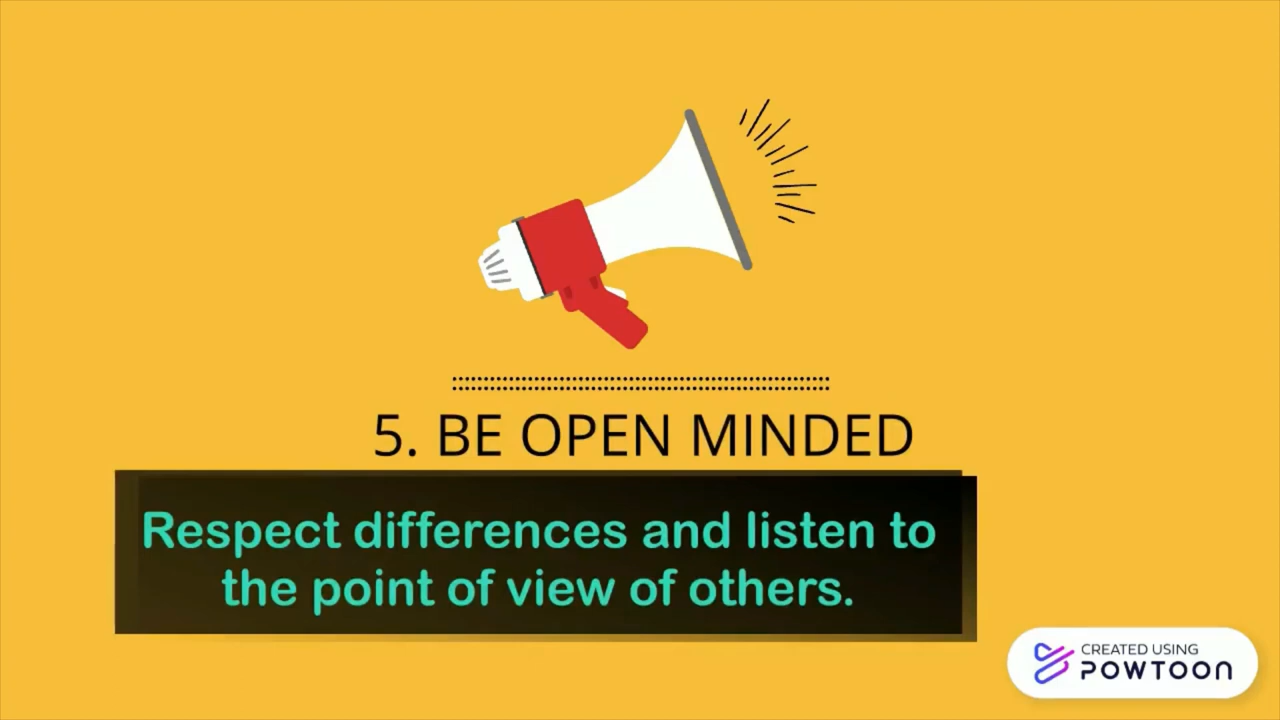 5. BE OPEN MINDED
Respect differences and listen to
the point of view of others.
CREATED USING
POWTOON